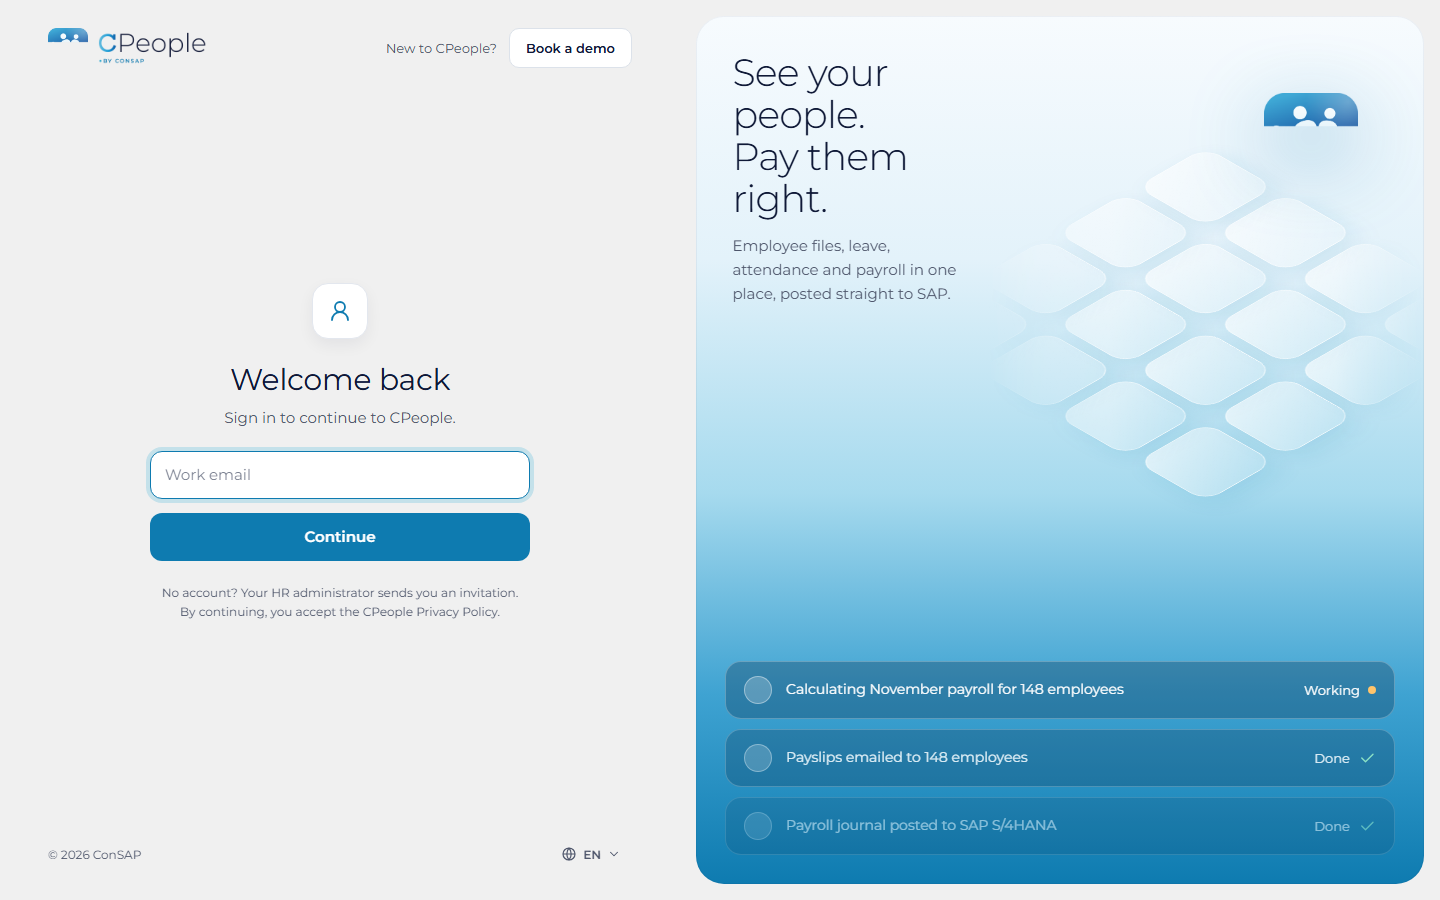 CPeople
BY CONSAP
New to CPeople?
Book a demo
Welcome back
Sign in to continue to CPeople.
Work email
Continue
No account? Your HR administrator sends you an invitation.
By continuing, you accept the CPeople Privacy Policy.
© 2026 ConSAP
EN
See your
people.
Pay them
right.
Employee files, leave,
attendance and payroll in one
place, posted straight to SAP.
Calculating November payroll for 148 employees
Working
Payslips emailed to 148 employees
Done
Payroll journal posted to SAP S/4HANA
Done